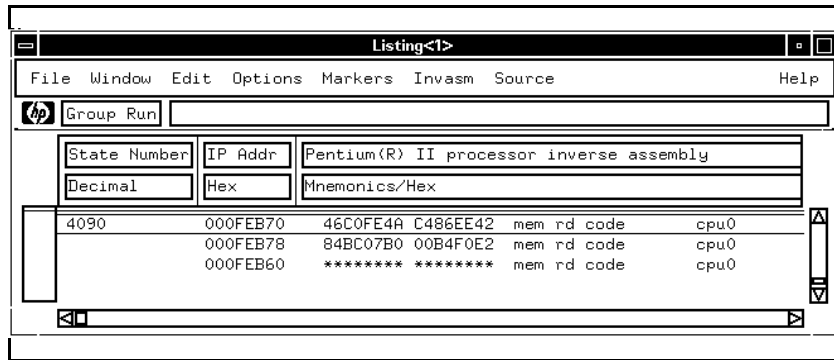 Listing<1>
File Window Edit Options Markers Invasm Source Help
hp Group Run
State Number IP Addr Pentium(R) II processor inverse assembly
Decimal Hex Mnemonics/Hex
4090 000FEB70 46C0FE4A C486EE42 mem rd code cpu0
000FEB78 84BC07B0 00B4F0E2 mem rd code cpu0
000FEB60 ******** ******** mem rd code cpu0